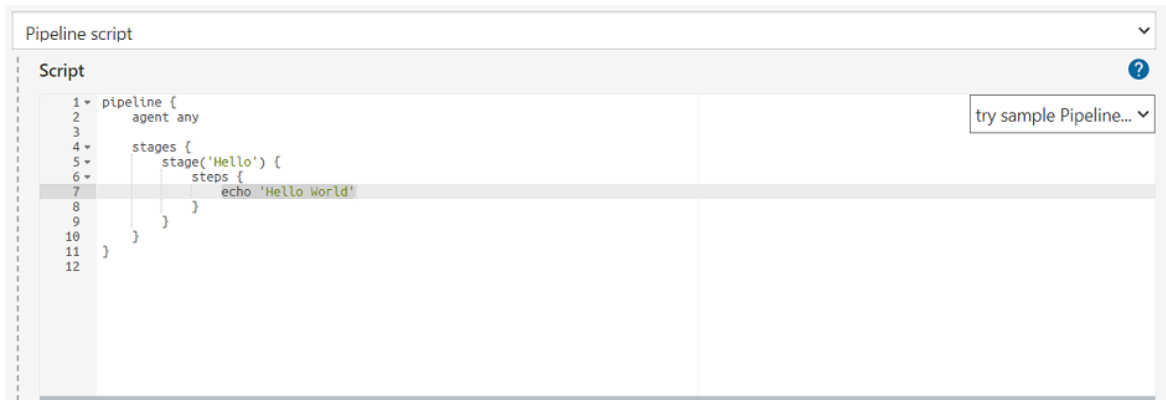 Pipeline script
Script
try sample Pipeline...
1 pipeline {
2     agent any
3
4     stages {
5         stage('Hello') {
6             steps {
7                 echo 'Hello World'
8             }
9         }
10     }
11 }
12